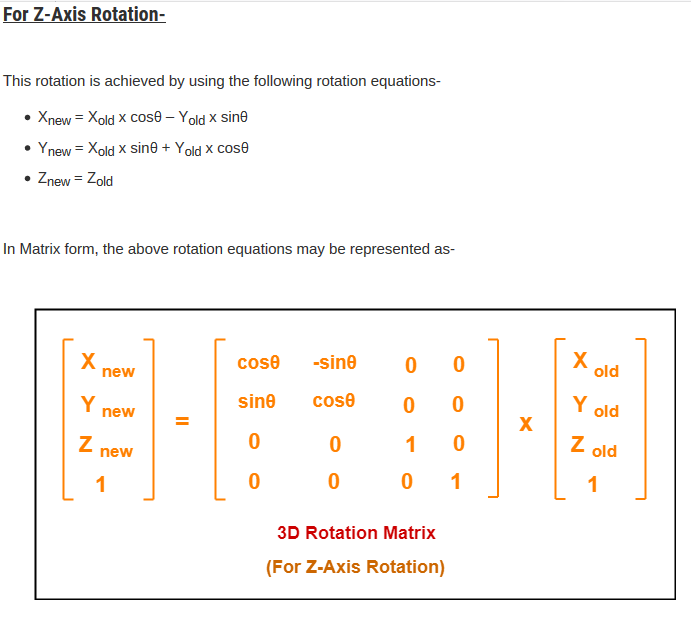 For Z-Axis Rotation-
This rotation is achieved by using the following rotation equations-
• Xnew = Xold x cosθ – Yold x sinθ
• Ynew = Xold x sinθ + Yold x cosθ
• Znew = Zold
In Matrix form, the above rotation equations may be represented as-
X new cosθ -sinθ 0 0 X old
Y new sinθ cosθ 0 0 Y old
= x
Z new 0 0 1 0 Z old
1 0 0 0 1 1
3D Rotation Matrix
(For Z-Axis Rotation)